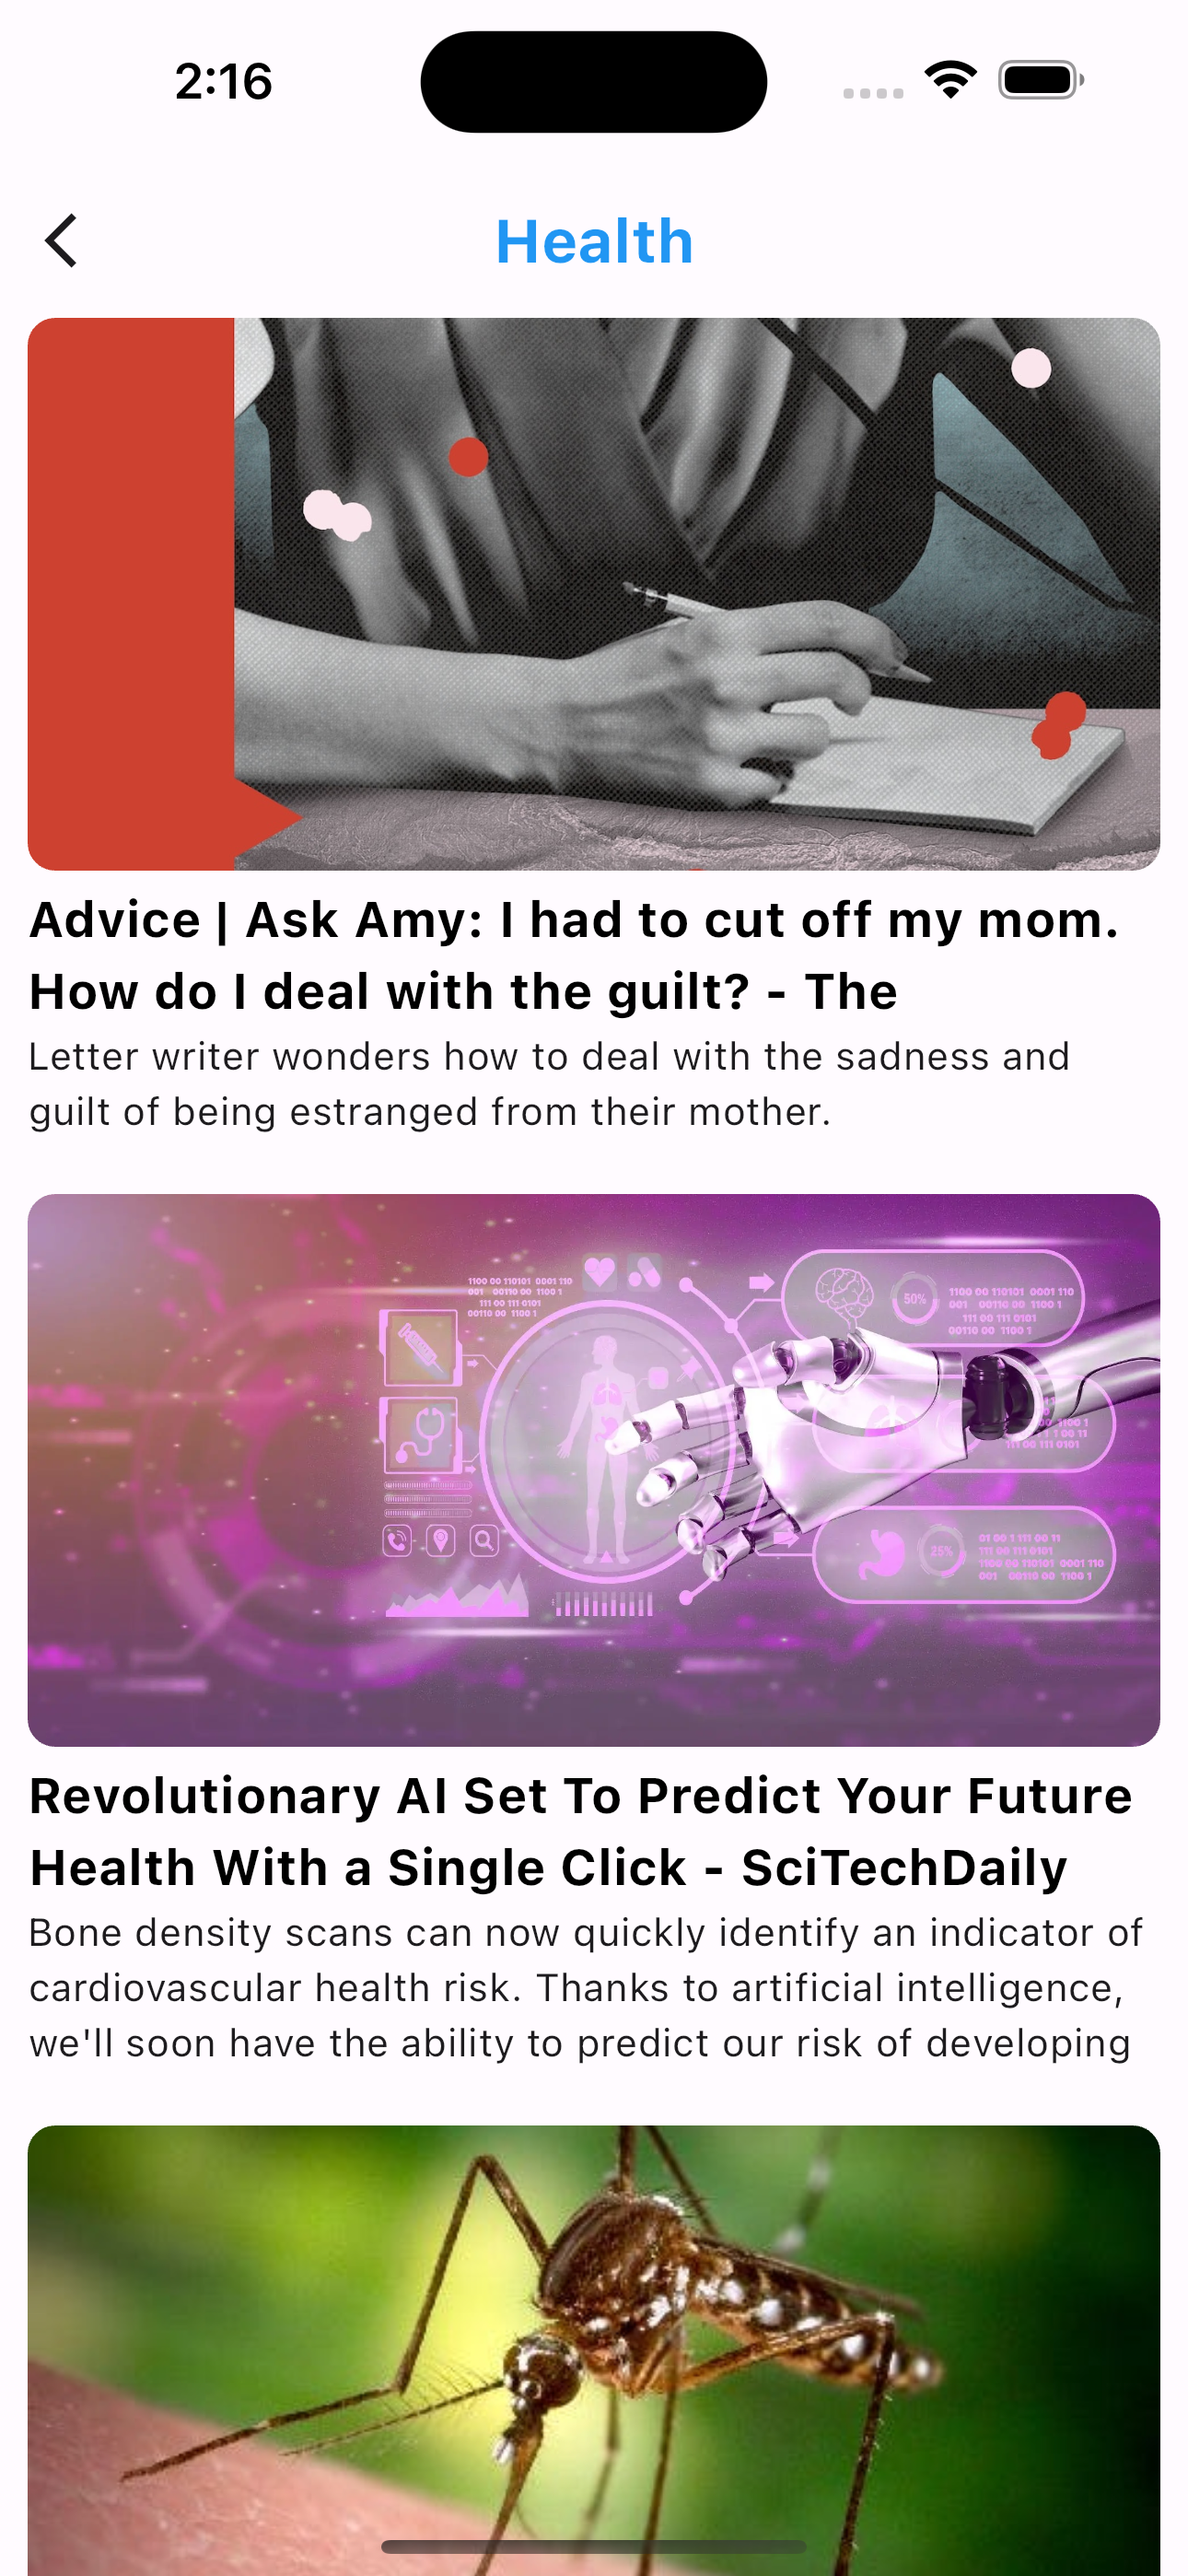 2:16
Health
Advice | Ask Amy: I had to cut off my mom.
How do I deal with the guilt? - The
Letter writer wonders how to deal with the sadness and
guilt of being estranged from their mother.
1100 00 110101 0001 110
001 00110 00 1100 1
111 00 111 0101
00110 00 1100 1
50%
1100 00 110101 0001 110
001 00110 00 1100 1
111 00 111 0101
00110 00 1100 1
111 00 111 0101
25%
01 00 1 111 00 11
111 00 111 0101
1100 00 110101 0001 110
001 00110 00 1100 1
Revolutionary AI Set To Predict Your Future
Health With a Single Click - SciTechDaily
Bone density scans can now quickly identify an indicator of
cardiovascular health risk. Thanks to artificial intelligence,
we'll soon have the ability to predict our risk of developing